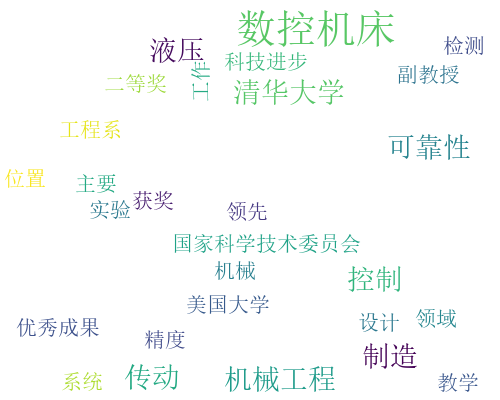 数控机床
液压
检测
科技进步
副教授
二等奖
工作
清华大学
工程系
可靠性
位置
主要
获奖
实验
领先
国家科学技术委员会
机械
控制
美国大学
优秀成果
设计
领域
精度
制造
系统
传动
机械工程
教学